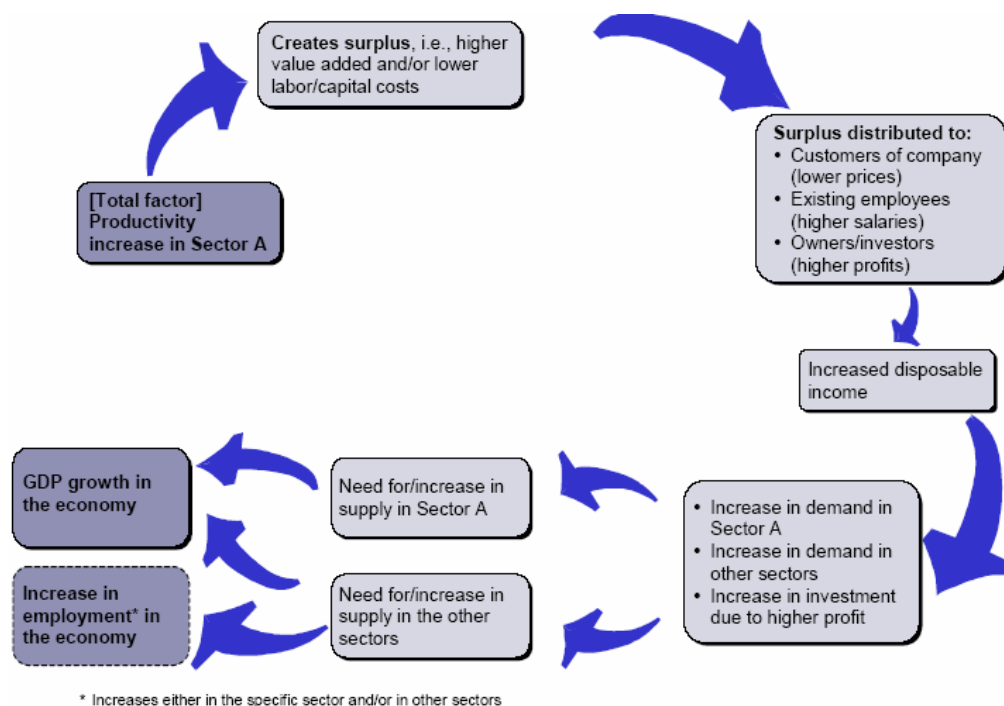 Creates surplus, i.e., higher
value added and/or lower
labor/capital costs
[Total factor]
Productivity
increase in Sector A
Surplus distributed to:
• Customers of company
(lower prices)
• Existing employees
(higher salaries)
• Owners/investors
(higher profits)
Increased disposable
income
• Increase in demand in
Sector A
• Increase in demand in
other sectors
• Increase in investment
due to higher profit
Need for/increase in
supply in Sector A
Need for/increase in
supply in the other
sectors
GDP growth in
the economy
Increase in
employment* in
the economy
* Increases either in the specific sector and/or in other sectors